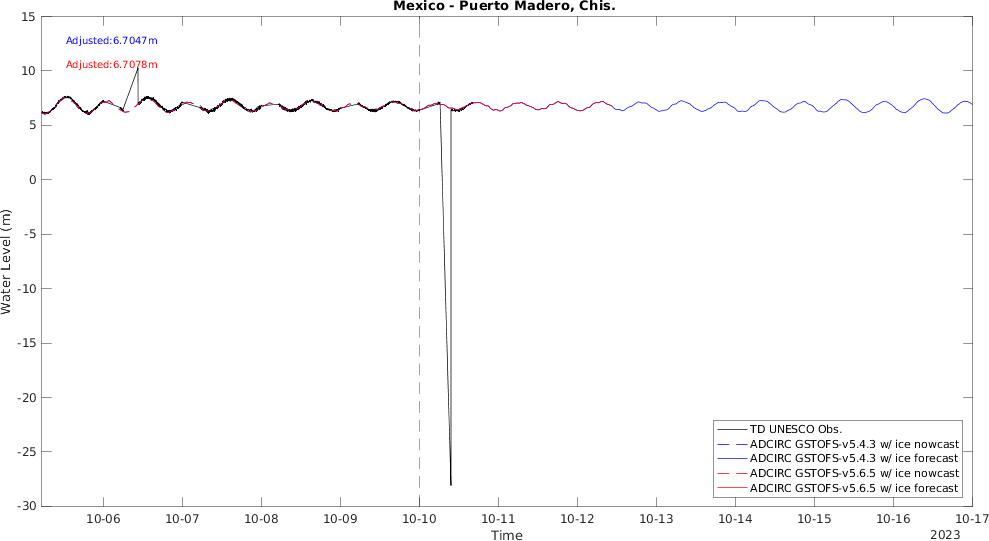 Mexico - Puerto Madero, Chis.
15
10
5
0
-5
-10
-15
-20
-25
-30
Water Level (m)
Adjusted:6.7047m
Adjusted:6.7078m
TD UNESCO Obs.
ADCIRC GSTOFS-v5.4.3 w/ ice nowcast
ADCIRC GSTOFS-v5.4.3 w/ ice forecast
ADCIRC GSTOFS-v5.6.5 w/ ice nowcast
ADCIRC GSTOFS-v5.6.5 w/ ice forecast
10-06 10-07 10-08 10-09 10-10 10-11 10-12 10-13 10-14 10-15 10-16 10-17
Time
2023